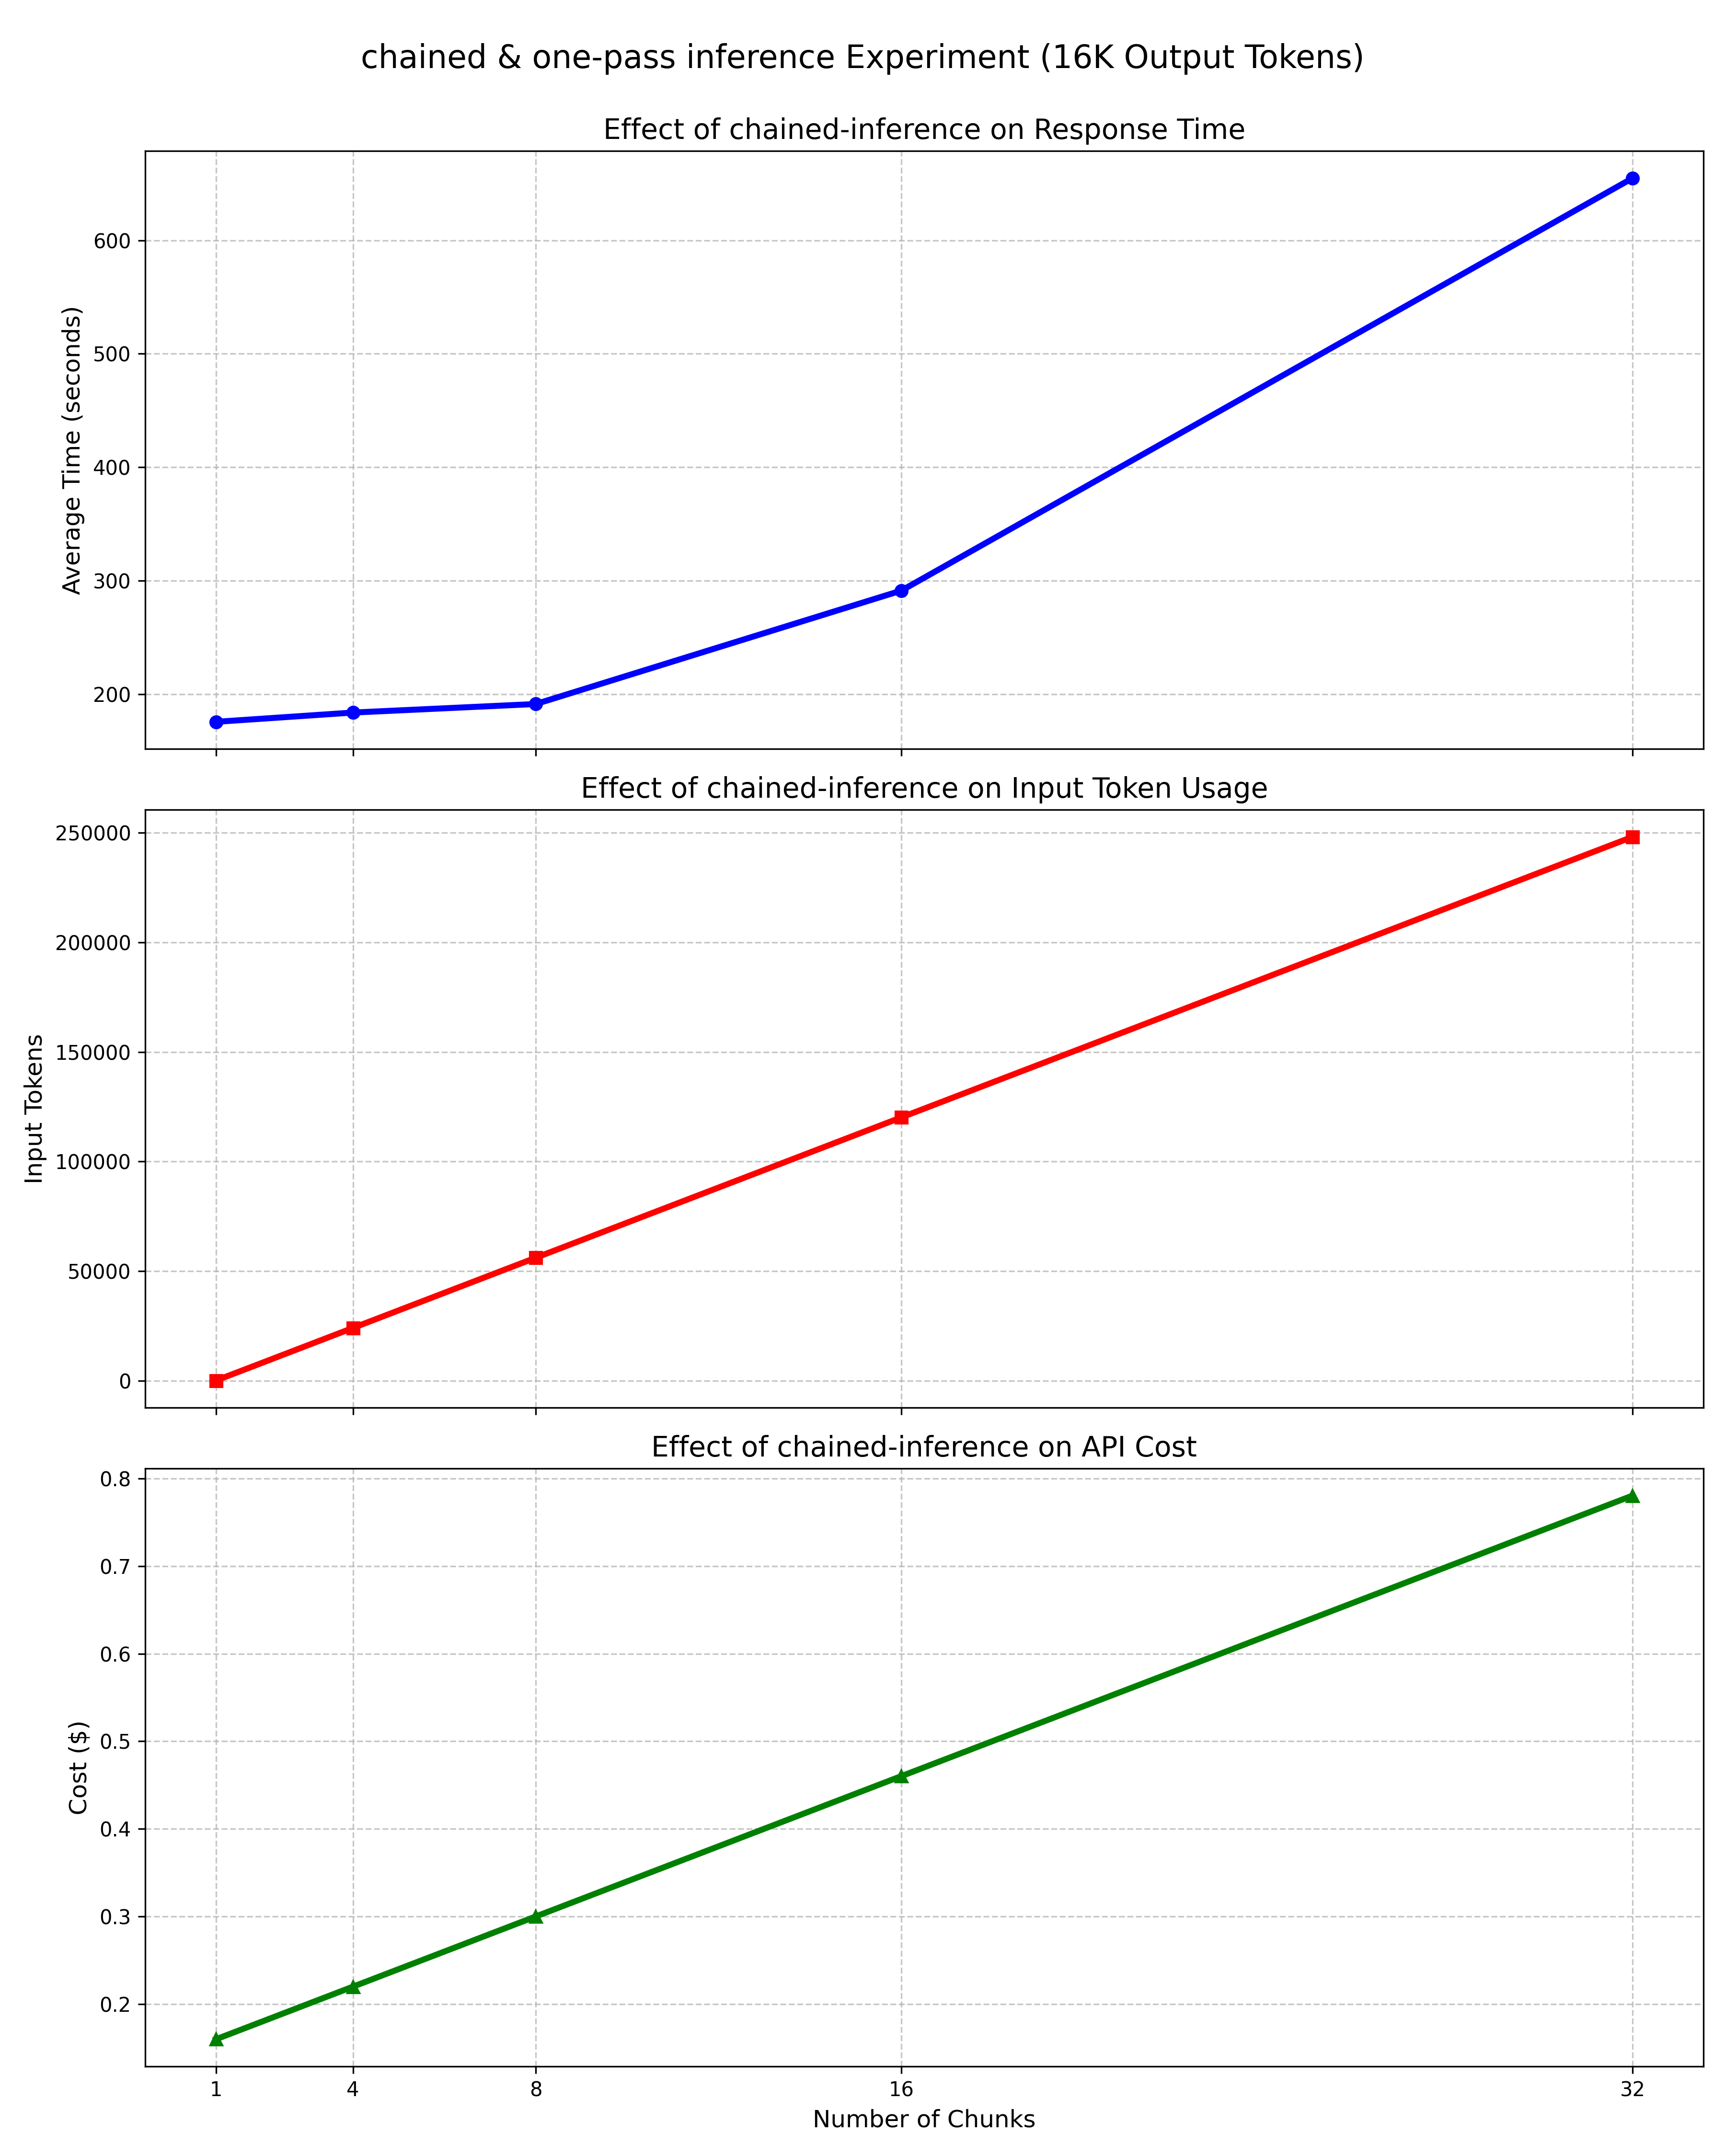 chained & one-pass inference Experiment (16K Output Tokens)
Effect of chained-inference on Response Time
Average Time (seconds)
600
500
400
300
200
Effect of chained-inference on Input Token Usage
Input Tokens
250000
200000
150000
100000
50000
0
Effect of chained-inference on API Cost
Cost ($)
0.8
0.7
0.6
0.5
0.4
0.3
0.2
1 4 8 16 32
Number of Chunks